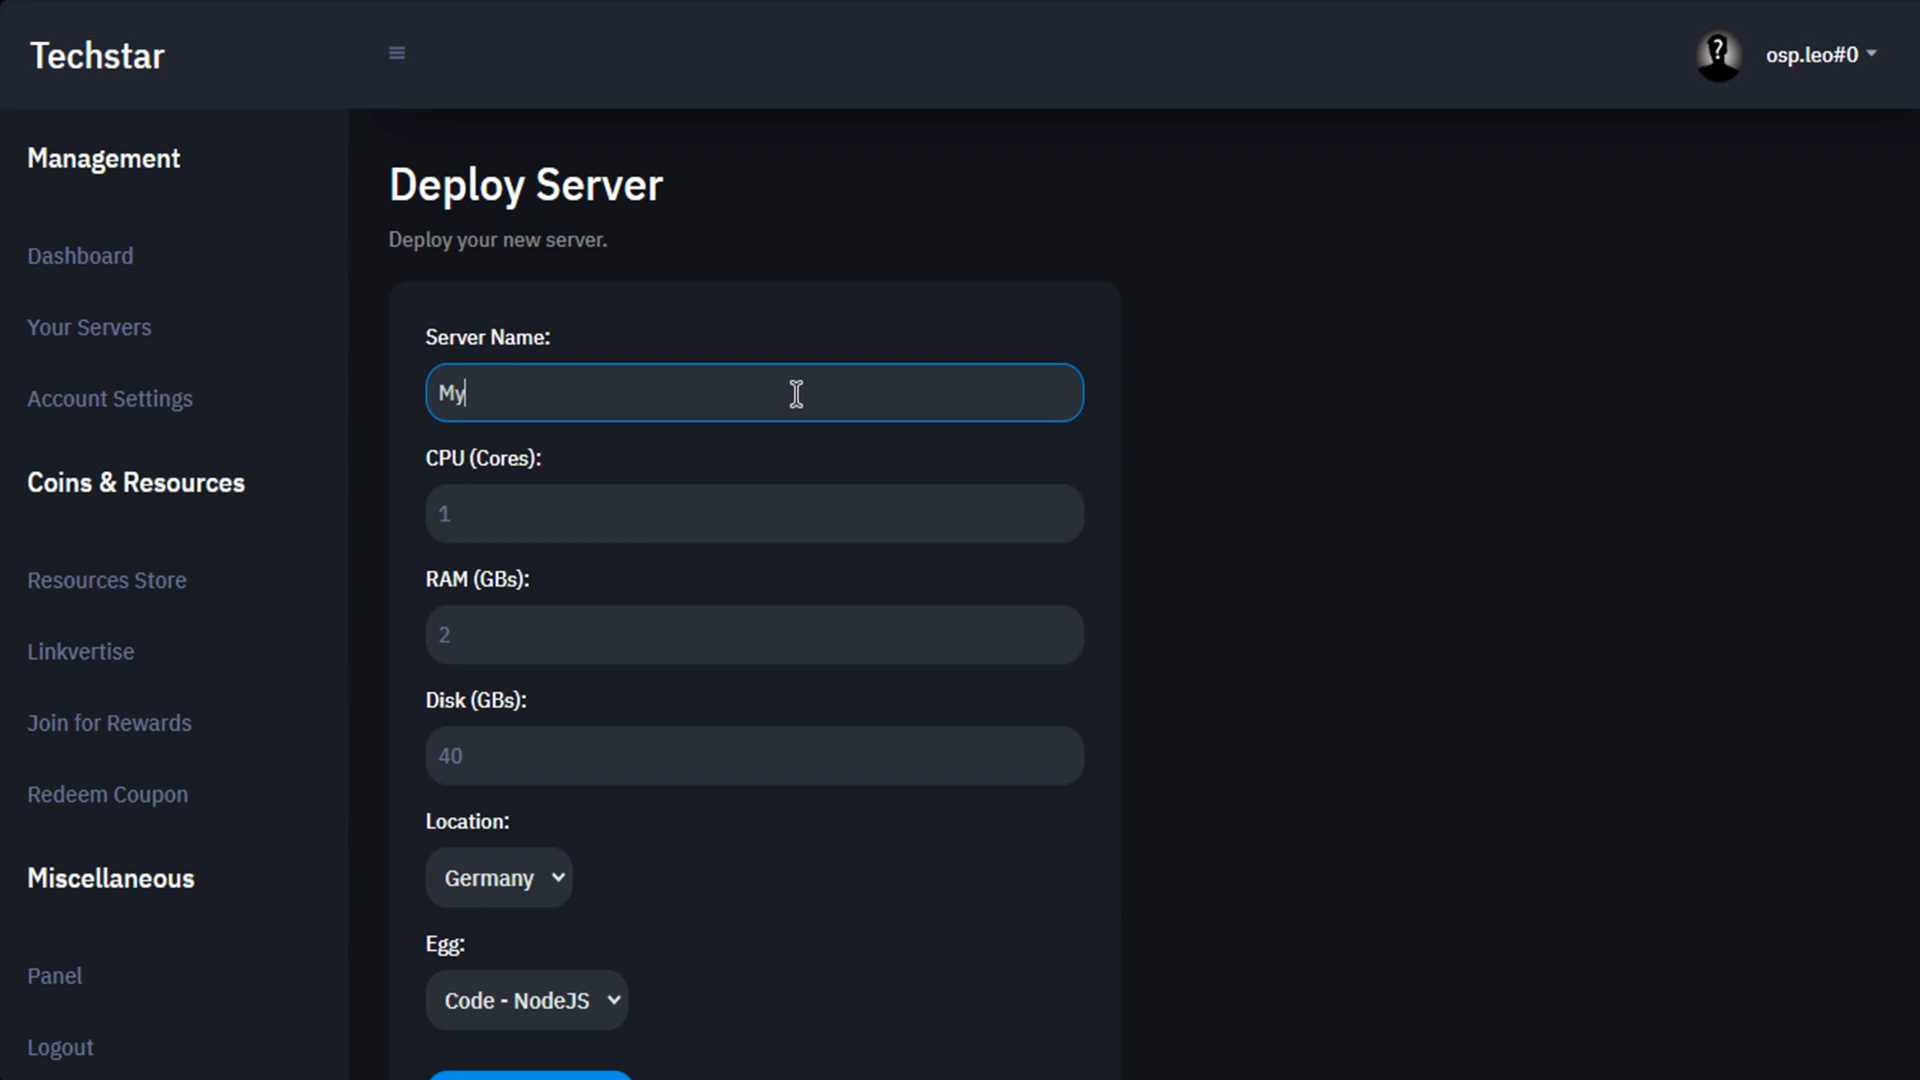 Techstar
≡
osp.leo#0
Management
Dashboard
Your Servers
Account Settings
Coins & Resources
Resources Store
Linkvertise
Join for Rewards
Redeem Coupon
Miscellaneous
Panel
Logout
Deploy Server
Deploy your new server.
Server Name:
My
CPU (Cores):
1
RAM (GBs):
2
Disk (GBs):
40
Location:
Germany
Egg:
Code - NodeJS